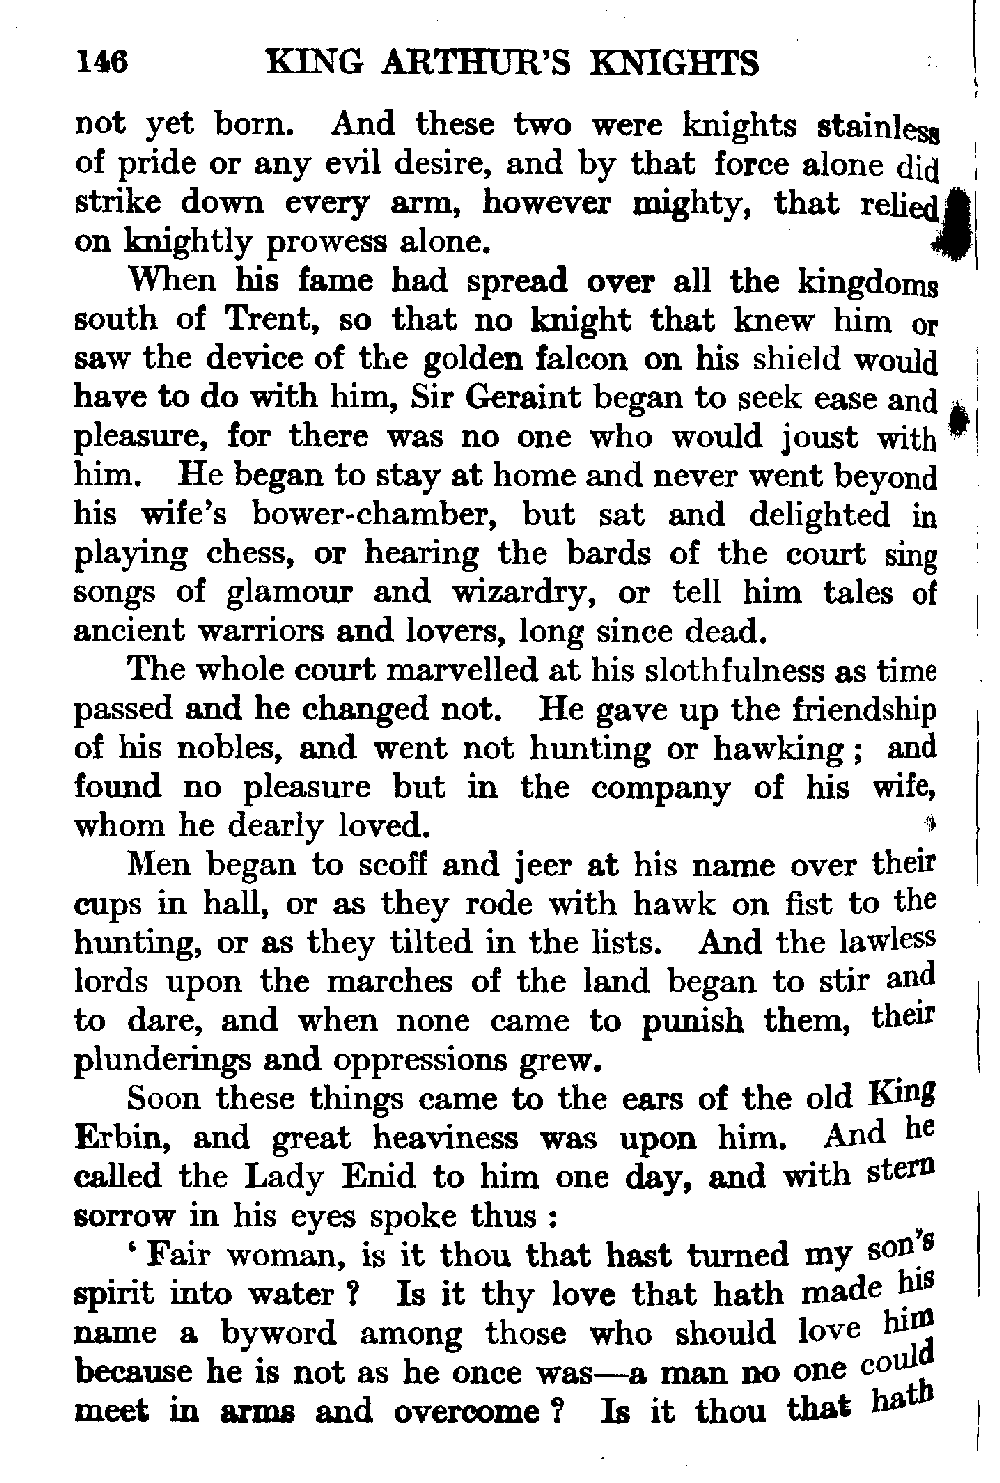 146 KING ARTHUR'S KNIGHTS
not yet born. And these two were knights stainless
of pride or any evil desire, and by that force alone did
strike down every arm, however mighty, that relied
on knightly prowess alone.
When his fame had spread over all the kingdoms
south of Trent, so that no knight that knew him or
saw the device of the golden falcon on his shield would
have to do with him, Sir Geraint began to seek ease and
pleasure, for there was no one who would joust with
him. He began to stay at home and never went beyond
his wife's bower-chamber, but sat and delighted in
playing chess, or hearing the bards of the court sing
songs of glamour and wizardry, or tell him tales of
ancient warriors and lovers, long since dead.
The whole court marvelled at his slothfulness as time
passed and he changed not. He gave up the friendship
of his nobles, and went not hunting or hawking ; and
found no pleasure but in the company of his wife,
whom he dearly loved.
Men began to scoff and jeer at his name over their
cups in hall, or as they rode with hawk on fist to the
hunting, or as they tilted in the lists. And the lawless
lords upon the marches of the land began to stir and
to dare, and when none came to punish them, their
plunderings and oppressions grew.
Soon these things came to the ears of the old King
Erbin, and great heaviness was upon him. And he
called the Lady Enid to him one day, and with stern
sorrow in his eyes spoke thus :
‘ Fair woman, is it thou that hast turned my son's
spirit into water ? Is it thy love that hath made his
name a byword among those who should love him
because he is not as he once was—a man no one could
meet in arms and overcome ? Is it thou that hath